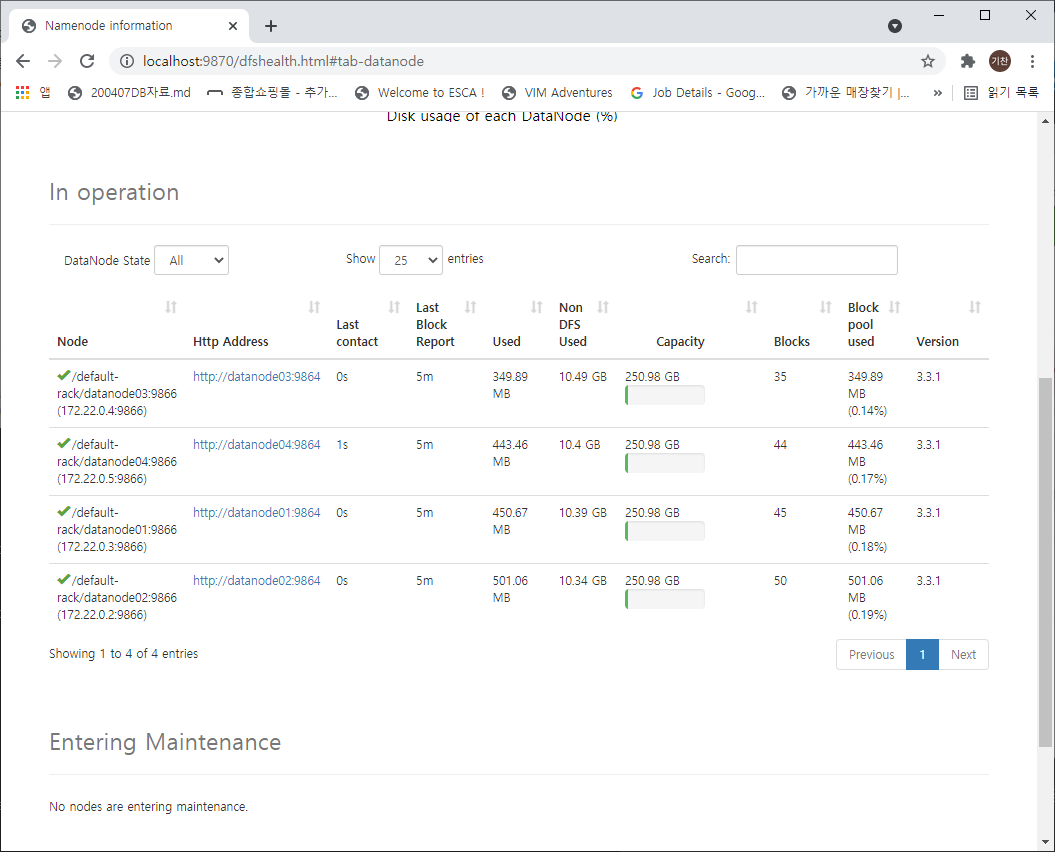 Namenode information
localhost:9870/dfshealth.html#tab-datanode
기찬
앱 200407DB자료.md 종합쇼핑몰 - 추가... Welcome to ESCA ! VIM Adventures Job Details - Goog... 가까운 매장찾기 |... » 읽기 목록
Disk usage of each DataNode (%)
In operation
DataNode State All Show 25 entries Search:
Node Http Address Last contact Last Block Report Used Non DFS Used Capacity Blocks Block pool used Version
/default- http://datanode03:9864 0s 5m 349.89 10.49 GB 250.98 GB 35 349.89 3.3.1
rack/datanode03:9866 MB MB
(172.22.0.4:9866) (0.14%)
/default- http://datanode04:9864 1s 5m 443.46 10.4 GB 250.98 GB 44 443.46 3.3.1
rack/datanode04:9866 MB MB
(172.22.0.5:9866) (0.17%)
/default- http://datanode01:9864 0s 5m 450.67 10.39 GB 250.98 GB 45 450.67 3.3.1
rack/datanode01:9866 MB MB
(172.22.0.3:9866) (0.18%)
/default- http://datanode02:9864 0s 5m 501.06 10.34 GB 250.98 GB 50 501.06 3.3.1
rack/datanode02:9866 MB MB
(172.22.0.2:9866) (0.19%)
Showing 1 to 4 of 4 entries Previous 1 Next
Entering Maintenance
No nodes are entering maintenance.